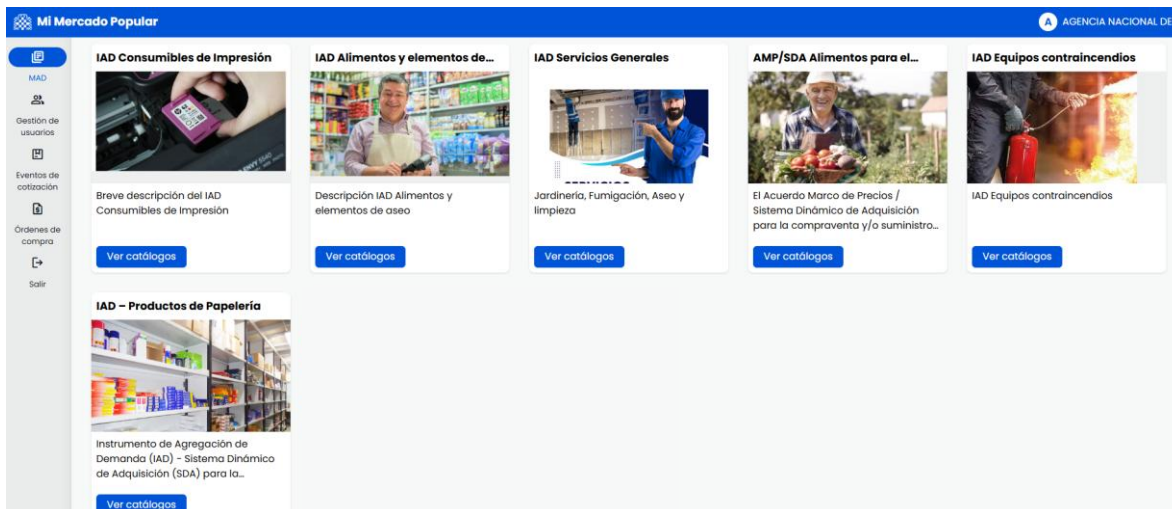 Mi Mercado Popular
A AGENCIA NACIONAL DE
MAD
Gestión de
usuarios
Eventos de
cotización
Órdenes de
compra
Salir
IAD Consumibles de Impresión
Breve descripción del IAD
Consumibles de Impresión
Ver catálogos
IAD Alimentos y elementos de...
Descripción IAD Alimentos y
elementos de aseo
Ver catálogos
IAD Servicios Generales
Jardinería, Fumigación, Aseo y
limpieza
Ver catálogos
AMP/SDA Alimentos para el...
El Acuerdo Marco de Precios /
Sistema Dinámico de Adquisición
para la compraventa y/o suministro...
Ver catálogos
IAD Equipos contraincendios
IAD Equipos contraincendios
Ver catálogos
IAD – Productos de Papelería
Instrumento de Agregación de
Demanda (IAD) - Sistema Dinámico
de Adquisición (SDA) para la...
Ver catálogos